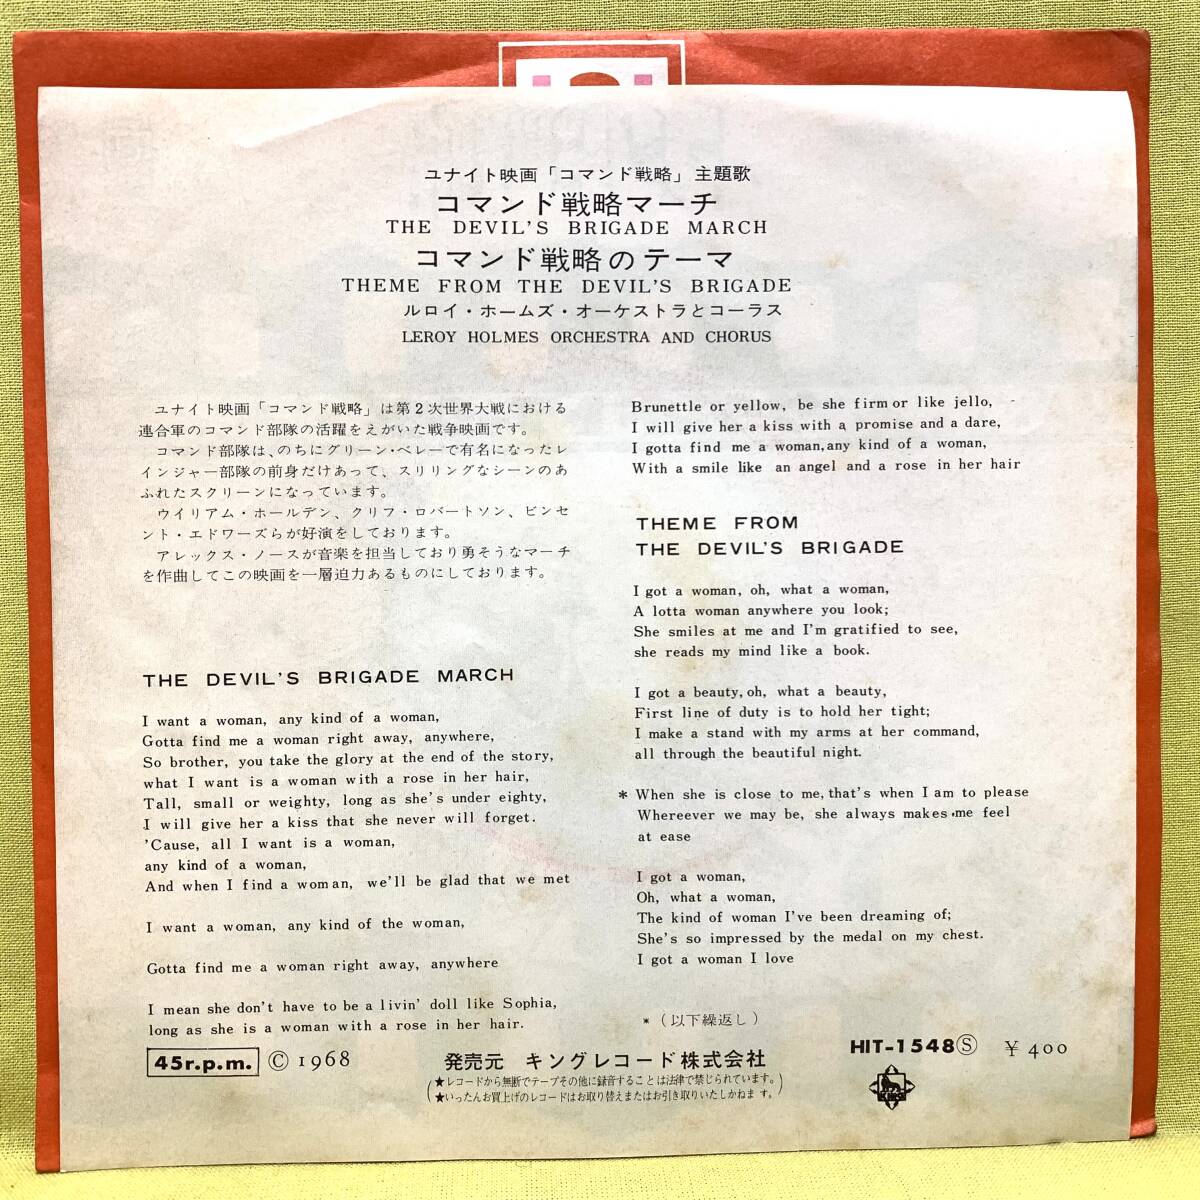 ユナイト映画「コマンド戦略」主題歌
コマンド戦略マーチ
THE DEVIL'S BRIGADE MARCH
コマンド戦略のテーマ
THEME FROM THE DEVIL'S BRIGADE
ルロイ・ホームズ・オーケストラとコーラス
LEROY HOLMES ORCHESTRA AND CHORUS
ユナイト映画「コマンド戦略」は第2次世界大戦における
連合軍のコマンド部隊の活躍をえがいた戦争映画です。
コマンド部隊は、のちにグリーン・ベレーで有名になったレ
インジャー部隊の前身だけあって、スリリングなシーンのあ
ふれたスクリーンになっています。
ウイリアム・ホールデン、クリフ・ロバートソン、ビンセ
ント・エドワーズらが好演をしております。
アレックス・ノースが音楽を担当しており勇そうなマーチ
を作曲してこの映画を一層迫力あるものにしております。
THE DEVIL'S BRIGADE MARCH
I want a woman, any kind of a woman,
Gotta find me a woman right away, anywhere,
So brother, you take the glory at the end of the story,
what I want is a woman with a rose in her hair,
Tall, small or weighty, long as she's under eighty,
I will give her a kiss that she never will forget.
'Cause, all I want is a woman,
any kind of a woman,
And when I find a woman, we'll be glad that we met
I want a woman, any kind of the woman,
Gotta find me a woman right away, anywhere
I mean she don't have to be a livin' doll like Sophia,
long as she is a woman with a rose in her hair.
Brunettle or yellow, be she firm or like jello,
I will give her a kiss with a promise and a dare,
I gotta find me a woman, any kind of a woman,
With a smile like an angel and a rose in her hair
THEME FROM
THE DEVIL'S BRIGADE
I got a woman, oh, what a woman,
A lotta woman anywhere you look;
She smiles at me and I'm gratified to see,
she reads my mind like a book.
I got a beauty, oh, what a beauty,
First line of duty is to hold her tight;
I make a stand with my arms at her command,
all through the beautiful night.
* When she is close to me, that's when I am to please
Whereever we may be, she always makes me feel
at ease
I got a woman,
Oh, what a woman,
The kind of woman I've been dreaming of;
She's so impressed by the medal on my chest.
I got a woman I love
*（以下繰返し）
45r.p.m. © 1968 発売元 キングレコード株式会社 HIT-1548Ⓢ ￥400
★レコードから無断でテープその他に録音することは法律で禁じられています。
★いったんお買上げのレコードはお取り替えまたはお引き取りいたしかねます。
KING